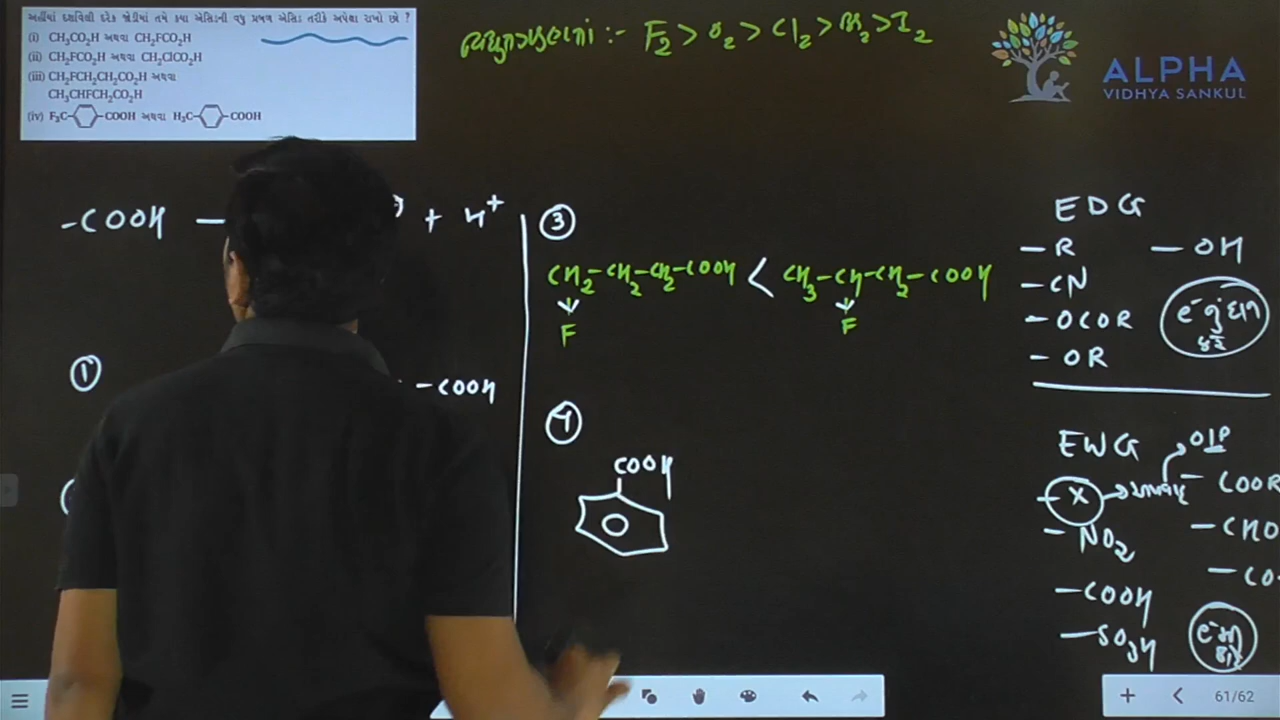 અહીંયાં દર્શાવેલી દરેક જોડીમાં તમે કયા એસિડની વધુ પ્રબળ એસિડ તરીકે અપેક્ષા રાખો છો ?
(i) CH₃CO₂H અથવા CH₂FCO₂H
(ii) CH₂FCO₂H અથવા CH₂ClCO₂H
(iii) CH₂FCH₂CH₂CO₂H અથવા
CH₃CHFCH₂CO₂H
(iv) F₃C- -COOH અથવા H₃C- -COOH
:- F₂ > O₂ > Cl₂ > Br₂ > I₂
ALPHA
VIDHYA SANKUL
-COOH — + H⁺
①
-COOH
③
CH₂-CH₂-CH₂-COOH < CH₃-CH-CH₂-COOH
F F
④
COOH
EDG
-R -OH
-CN
-OCOR
-OR
e⁻ નું દાન
કરે
EWG
-X → O/P
-COOR
-NO₂ -CHO
-CO
-COOH
-SO₃H
61/62